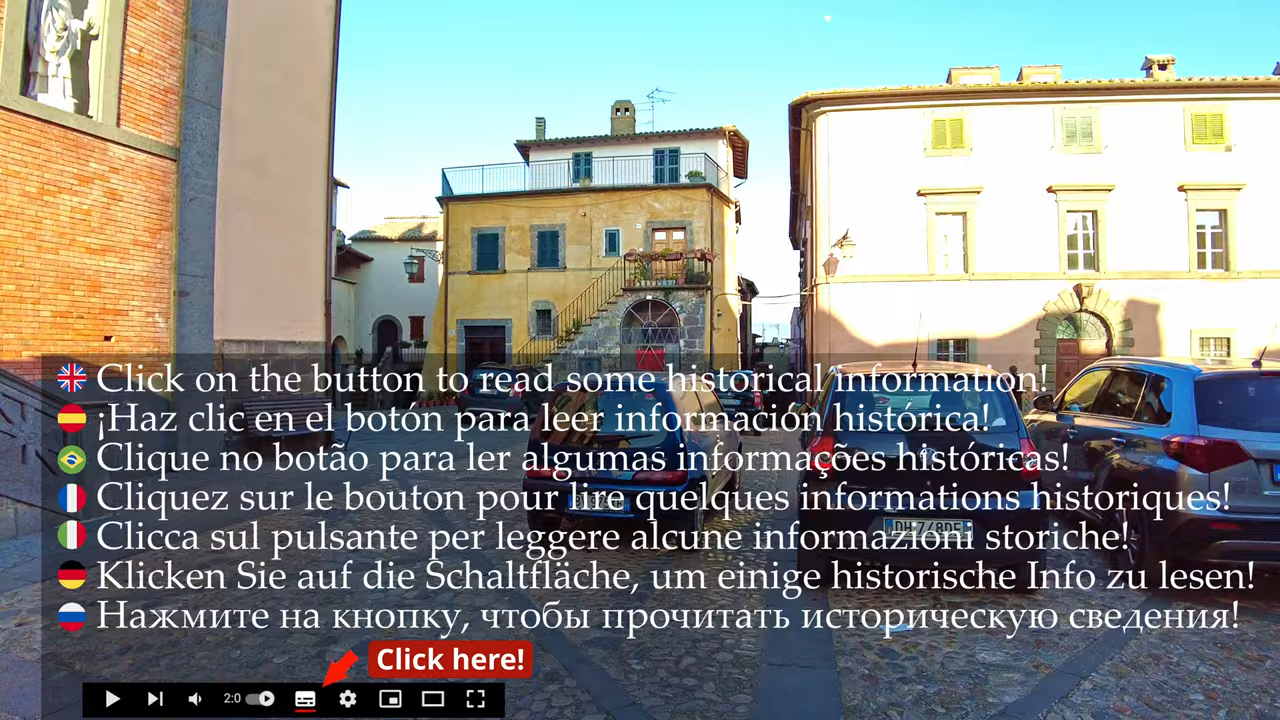 Click on the button to read some historical information!
¡Haz clic en el botón para leer información histórica!
Clique no botão para ler algumas informações históricas!
Cliquez sur le bouton pour lire quelques informations historiques!
Clicca sul pulsante per leggere alcune informazioni storiche!
Klicken Sie auf die Schaltfläche, um einige historische Info zu lesen!
Нажмите на кнопку, чтобы прочитать историческую сведения!
Click here!
2:0